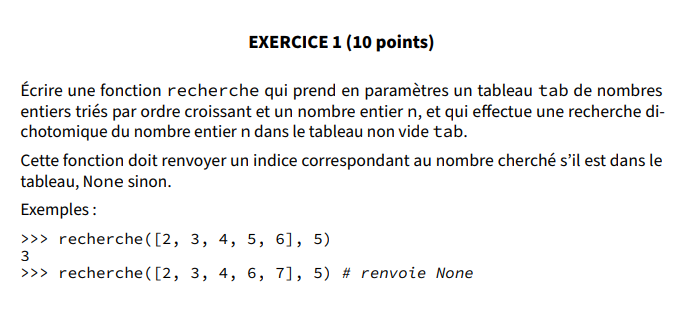 EXERCICE 1 (10 points)
Écrire une fonction recherche qui prend en paramètres un tableau tab de nombres
entiers triés par ordre croissant et un nombre entier n, et qui effectue une recherche di-
chotomique du nombre entier n dans le tableau non vide tab.
Cette fonction doit renvoyer un indice correspondant au nombre cherché s’il est dans le
tableau, None sinon.
Exemples :
>>> recherche([2, 3, 4, 5, 6], 5)
3
>>> recherche([2, 3, 4, 6, 7], 5) # renvoie None